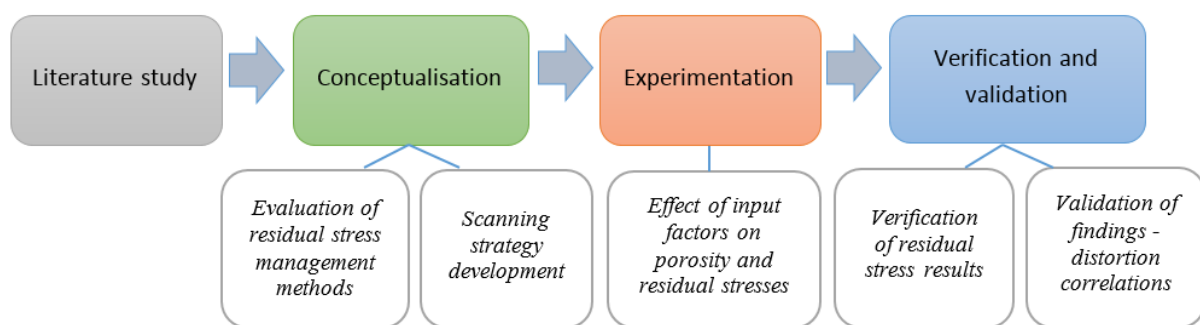 Literature study
Conceptualisation
Experimentation
Verification and
validation
Evaluation of
residual stress
management
methods
Scanning
strategy
development
Effect of input
factors on
porosity and
residual stresses
Verification
of residual
stress results
Validation of
findings -
distortion
correlations